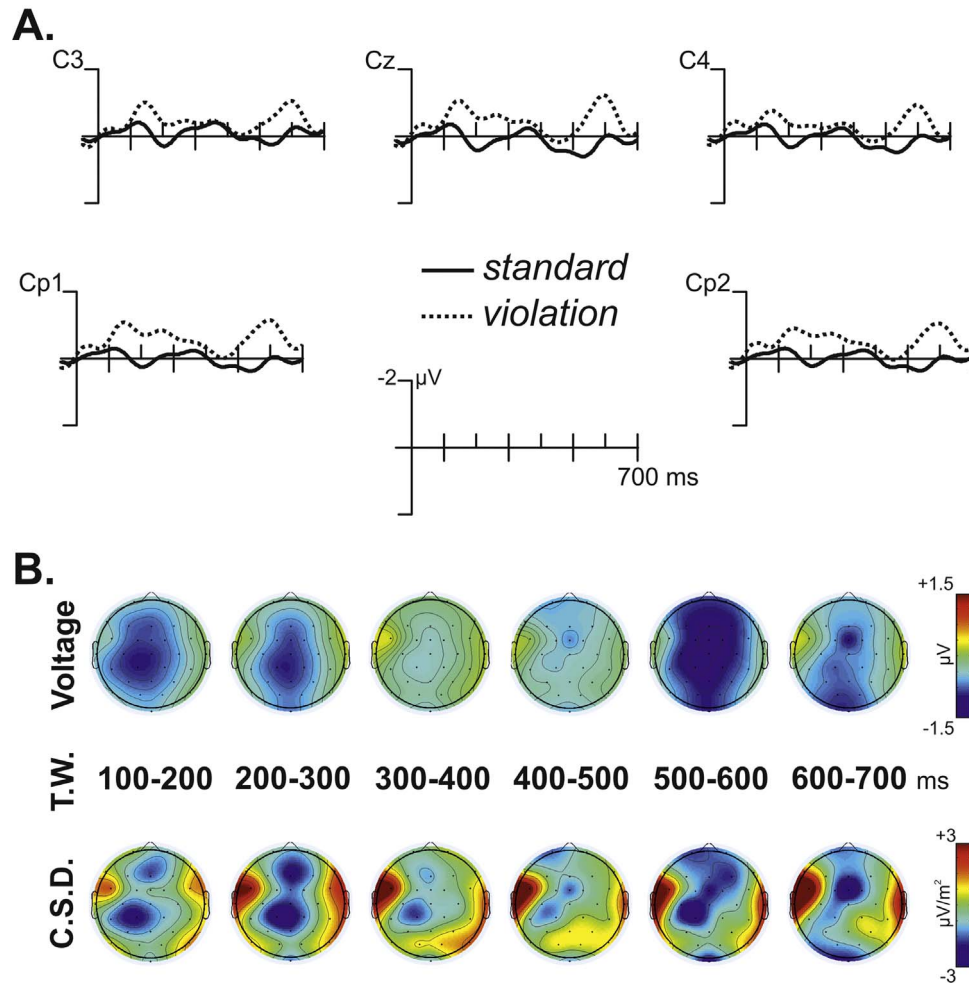 A.
C3
Cz
C4
Cp1
standard
violation
Cp2
-2 µV
700 ms
B.
Voltage
+1.5
µV
-1.5
T.W.
100-200 200-300 300-400 400-500 500-600 600-700 ms
C.S.D.
+3
µV/m²
-3